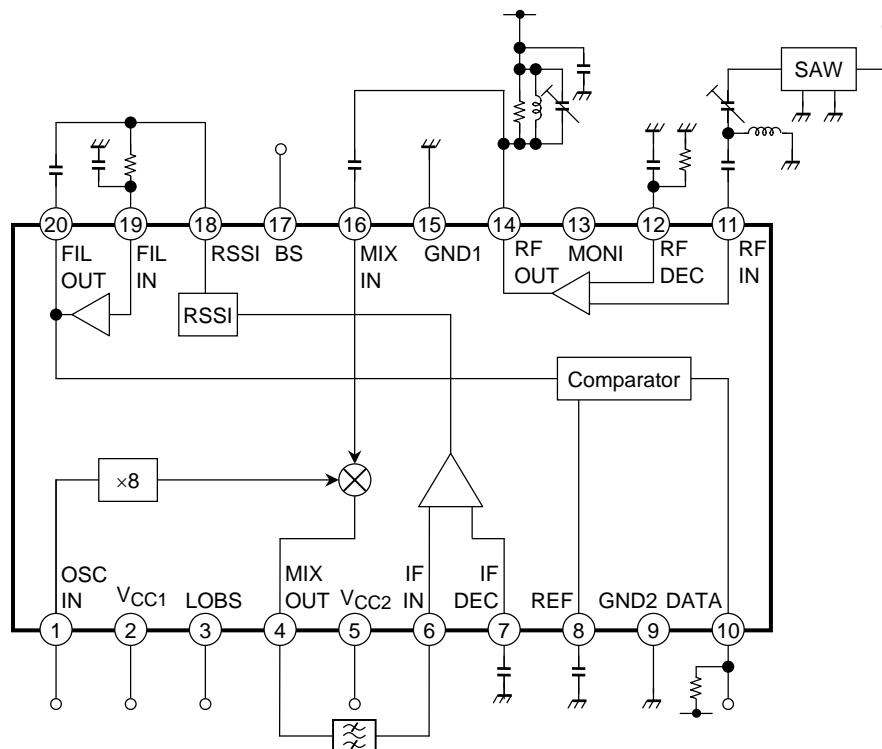 SAW
20
19
18
17
16
15
14
13
12
11
FIL
OUT
FIL
IN
RSSI
BS
MIX
IN
GND1
RF
OUT
MONI
RF
DEC
RF
IN
RSSI
Comparator
×8
OSC
IN
VCC1
LOBS
MIX
OUT
VCC2
IF
IN
IF
DEC
REF
GND2
DATA
1
2
3
4
5
6
7
8
9
10